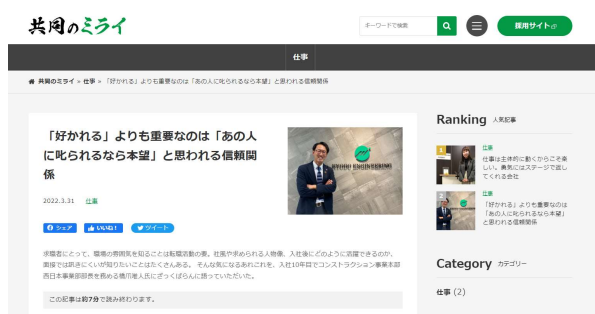 共同のミライ
キーワードで検索
採用サイト
仕事
共同のミライ » 仕事 » 「好かれる」よりも重要なのは「あの人に叱られるなら本望」と思われる信頼関係
「好かれる」よりも重要なのは「あの人
に叱られるなら本望」と思われる信頼関
係
2022.3.31 仕事
シェア いいね! ツイート
求職者にとって、職場の雰囲気を知ることは転職活動の要。社風や求められる人物像、入社後にどのように活躍できるのか、
面接では訊きにくいが知りたいことはたくさんある。 そんな気になるあれこれを、入社10年目でコンストラクション事業本部
西日本事業部部長を務める橋爪増人氏にざっくばらんに語っていただいた。
この記事は約7分で読み終わります。
Ranking 人気記事
1
仕事
仕事は主体的に動くからこそ楽
しい。勇気にはステージで返し
てくれる会社
2
仕事
「好かれる」よりも重要なのは
「あの人に叱られるなら本望」
と思われる信頼関係
Category カテゴリー
仕事 (2)